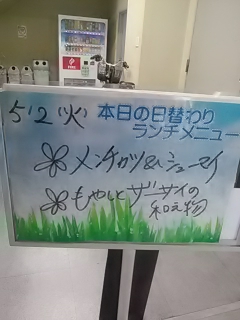 5/2(火)
本日の日替わり
ランチメニュー
メンチカツ&シューマイ
もやしとザーサイの
和え物